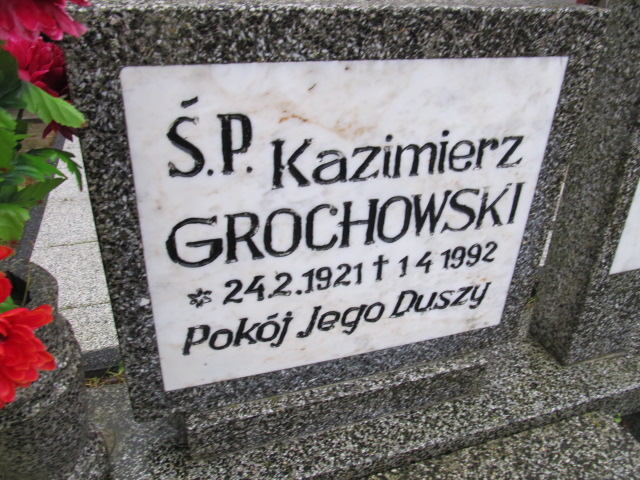 Ś.P. Kazimierz
GROCHOWSKI
* 24.2.1921 † 1 4 1992
Pokój Jego Duszy